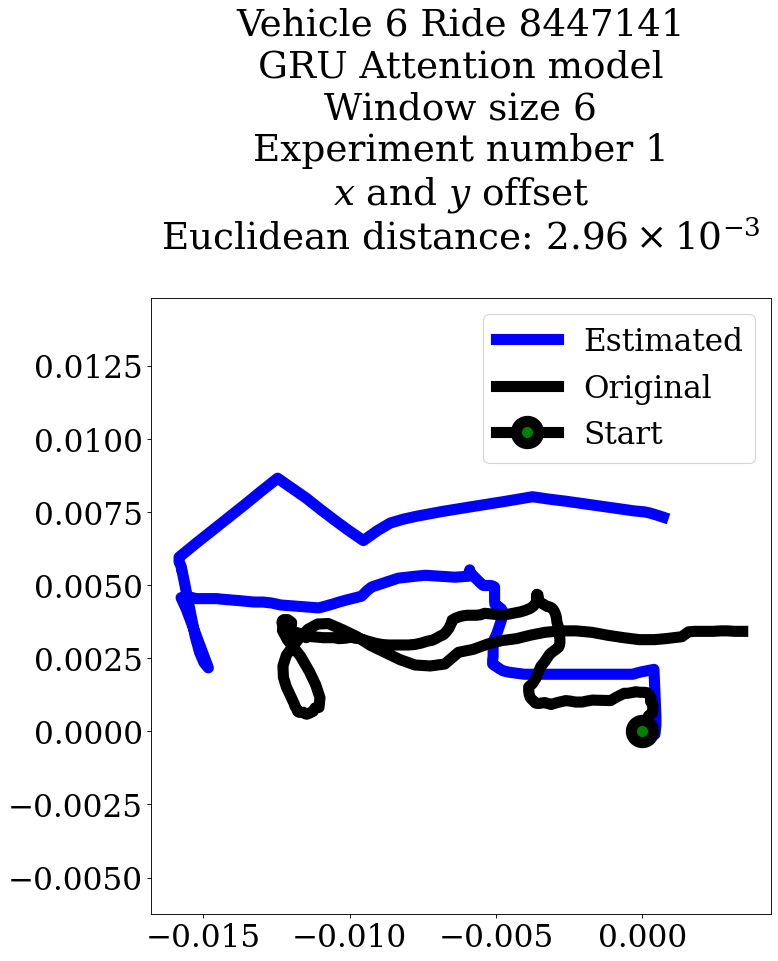 Vehicle 6 Ride 8447141
GRU Attention model
Window size 6
Experiment number 1
x and y offset
Euclidean distance: 2.96 × 10⁻³
Estimated
Original
Start
0.0125
0.0100
0.0075
0.0050
0.0025
0.0000
−0.0025
−0.0050
−0.015 −0.010 −0.005 0.000